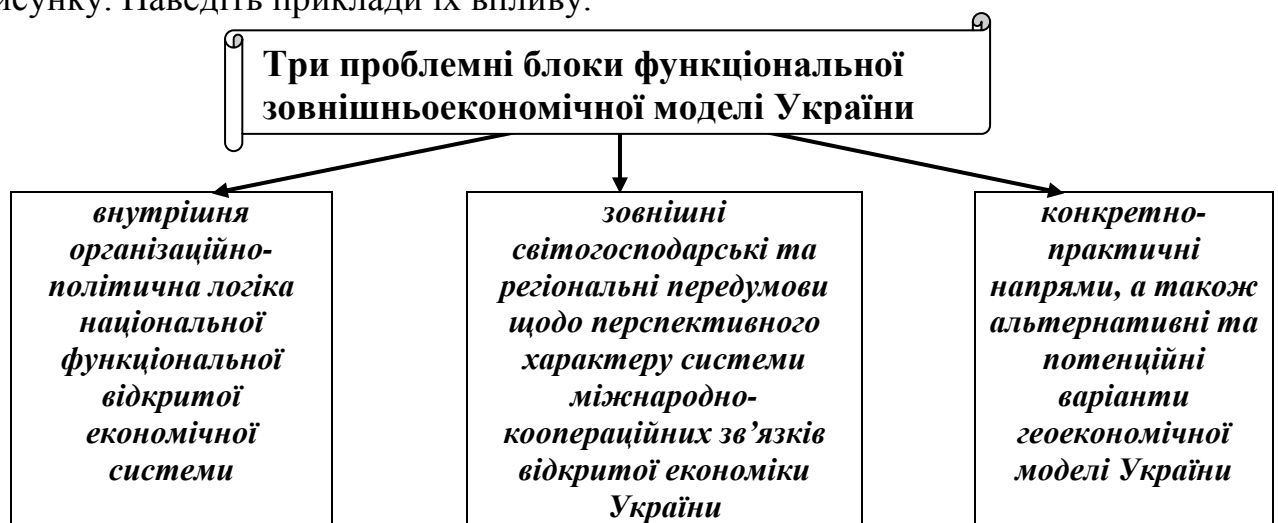 рисунку. Наведіть приклади їх впливу.
Три проблемні блоки функціональної
зовнішньоекономічної моделі України
внутрішня
організаційно-
політична логіка
національної
функціональної
відкритої
економічної
системи
зовнішні
світогосподарські та
регіональні передумови
щодо перспективного
характеру системи
міжнародно-
коопераційних зв’язків
відкритої економіки
України
конкретно-
практичні
напрями, а також
альтернативні та
потенційні
варіанти
геоекономічної
моделі України